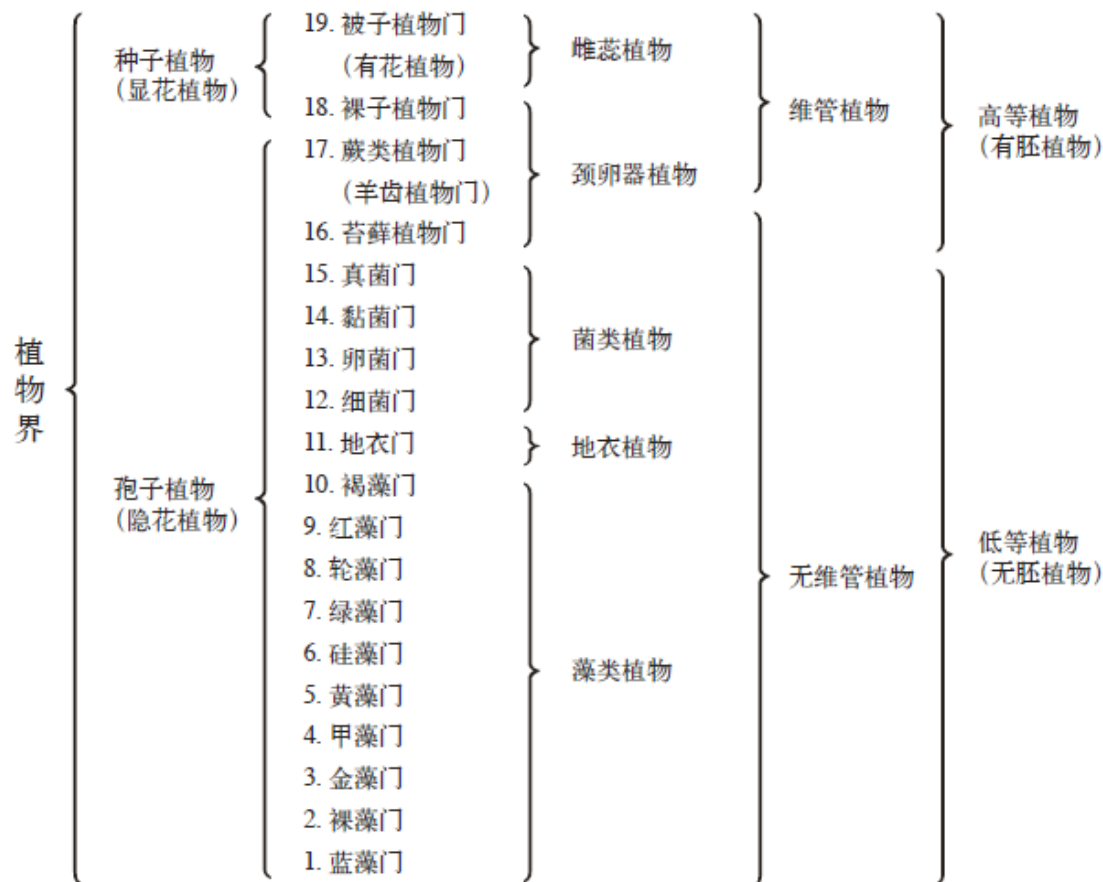 植物界
种子植物
(显花植物)
孢子植物
(隐花植物)
19. 被子植物门
(有花植物)
18. 裸子植物门
17. 蕨类植物门
(羊齿植物门)
16. 苔藓植物门
15. 真菌门
14. 黏菌门
13. 卵菌门
12. 细菌门
11. 地衣门
10. 褐藻门
9. 红藻门
8. 轮藻门
7. 绿藻门
6. 硅藻门
5. 黄藻门
4. 甲藻门
3. 金藻门
2. 裸藻门
1. 蓝藻门
雌蕊植物
颈卵器植物
菌类植物
地衣植物
藻类植物
维管植物
无维管植物
高等植物
(有胚植物)
低等植物
(无胚植物)